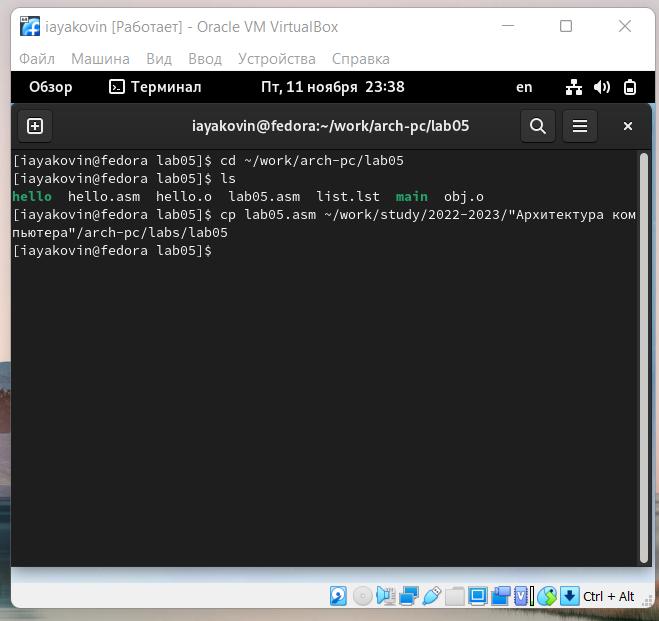 iayakovin [Работает] - Oracle VM VirtualBox
Файл Машина Вид Ввод Устройства Справка
Обзор Терминал Пт, 11 ноября 23:38 en
iayakovin@fedora:~/work/arch-pc/lab05
[iayakovin@fedora lab05]$ cd ~/work/arch-pc/lab05
[iayakovin@fedora lab05]$ ls
hello hello.asm hello.o lab05.asm list.lst main obj.o
[iayakovin@fedora lab05]$ cp lab05.asm ~/work/study/2022-2023/"Архитектура ком
пьютера"/arch-pc/labs/lab05
[iayakovin@fedora lab05]$
Ctrl + Alt